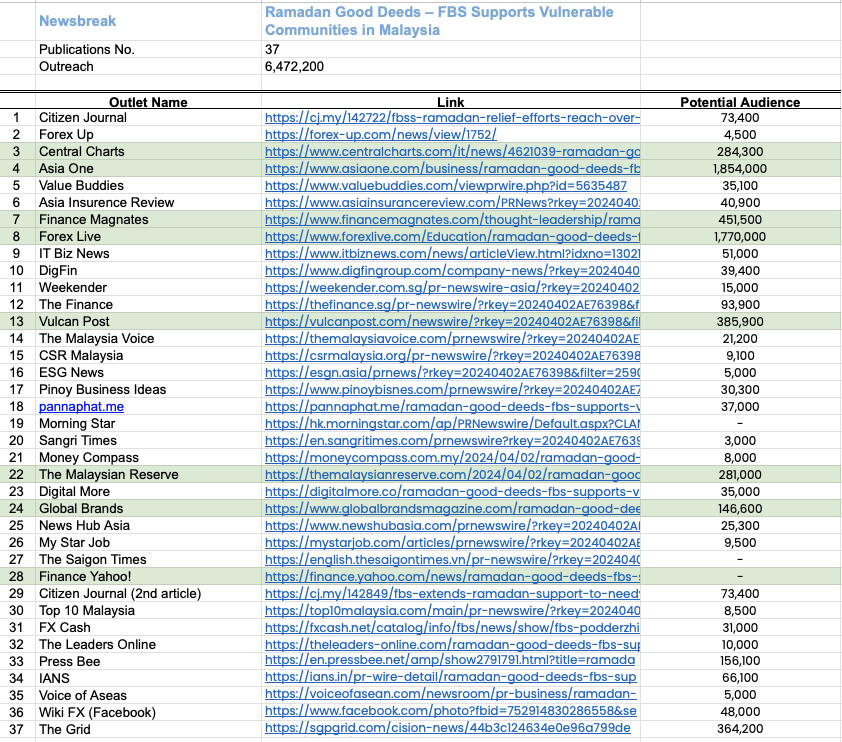 Newsbreak Ramadan Good Deeds – FBS Supports Vulnerable
Communities in Malaysia
Publications No. 37
Outreach 6,472,200
Outlet Name Link Potential Audience
1 Citizen Journal https://cj.my/142722/fbss-ramadan-relief-efforts-reach-over- 73,400
2 Forex Up https://forex-up.com/news/view/1752/ 4,500
3 Central Charts https://www.centralcharts.com/it/news/4621039-ramadan-go 284,300
4 Asia One https://www.asiaone.com/business/ramadan-good-deeds-fb 1,854,000
5 Value Buddies https://www.valuebuddies.com/viewprwire.php?id=5635487 35,100
6 Asia Insurence Review https://www.asiainsurancereview.com/PRNews?rkey=2024040 40,900
7 Finance Magnates https://www.financemagnates.com/thought-leadership/rama 451,500
8 Forex Live https://www.forexlive.com/Education/ramadan-good-deeds-f 1,770,000
9 IT Biz News https://www.itbiznews.com/news/articleView.html?idxno=13021 51,000
10 DigFin https://www.digfingroup.com/company-news/?rkey=2024040 39,400
11 Weekender https://weekender.com.sg/pr-newswire-asia/?rkey=20240402 15,000
12 The Finance https://thefinance.sg/pr-newswire/?rkey=20240402AE76398&f 93,900
13 Vulcan Post https://vulcanpost.com/newswire/?rkey=20240402AE76398&fil 385,900
14 The Malaysia Voice https://themalaysiavoice.com/prnewswire/?rkey=20240402AE 21,200
15 CSR Malaysia https://csrmalaysia.org/pr-newswire/?rkey=20240402AE76398 9,100
16 ESG News https://esgn.asia/prnews/?rkey=20240402AE76398&filter=2590 5,000
17 Pinoy Business Ideas https://www.pinoybisnes.com/prnewswire/?rkey=20240402AE7 30,300
18 pannaphat.me https://pannaphat.me/ramadan-good-deeds-fbs-supports-v 37,000
19 Morning Star https://hk.morningstar.com/ap/PRNewswire/Default.aspx?CLAN -
20 Sangri Times https://en.sangritimes.com/prnewswire?rkey=20240402AE7639 3,000
21 Money Compass https://moneycompass.com.my/2024/04/02/ramadan-good- 8,000
22 The Malaysian Reserve https://themalaysianreserve.com/2024/04/02/ramadan-good 281,000
23 Digital More https://digitalmore.co/ramadan-good-deeds-fbs-supports-v 35,000
24 Global Brands https://www.globalbrandsmagazine.com/ramadan-good-dee 146,600
25 News Hub Asia https://www.newshubasia.com/prnewswire/?rkey=20240402A 25,300
26 My Star Job https://mystarjob.com/articles/prnewswire/?rkey=20240402AE 9,500
27 The Saigon Times https://english.thesaigontimes.vn/pr-newswire/?rkey=202404 -
28 Finance Yahoo! https://finance.yahoo.com/news/ramadan-good-deeds-fbs-s -
29 Citizen Journal (2nd article) https://cj.my/142849/fbs-extends-ramadan-support-to-need 73,400
30 Top 10 Malaysia https://top10malaysia.com/main/pr-newswire/?rkey=2024040 8,500
31 FX Cash https://fxcash.net/catalog/info/fbs/news/show/fbs-podderzhi 31,000
32 The Leaders Online https://theleaders-online.com/ramadan-good-deeds-fbs-sup 10,000
33 Press Bee https://en.pressbee.net/amp/show2791791.html?title=ramada 156,100
34 IANS https://ians.in/pr-wire-detail/ramadan-good-deeds-fbs-sup 66,100
35 Voice of Aseas https://voiceofasean.com/newsroom/pr-business/ramadan- 5,000
36 Wiki FX (Facebook) https://www.facebook.com/photo?fbid=752914830286558&se 48,000
37 The Grid https://sgpgrid.com/cision-news/44b3c124634e0e96a799de 364,200